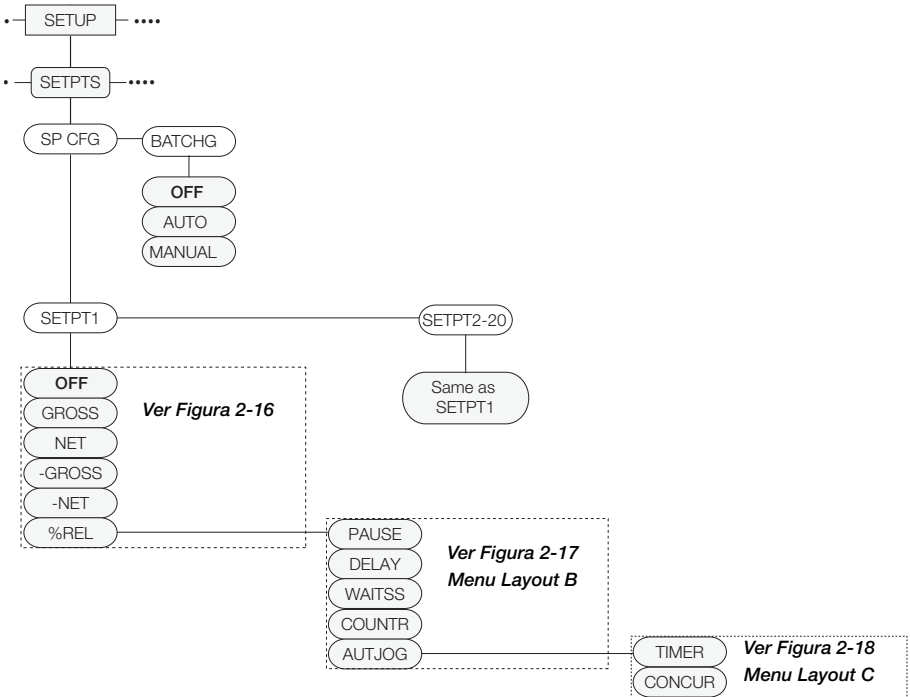 SETUP
SETPTS
SP CFG
BATCHG
OFF
AUTO
MANUAL
SETPT1
SETPT2-20
Same as
SETPT1
OFF
GROSS
NET
-GROSS
-NET
%REL
Ver Figura 2-16
PAUSE
DELAY
WAITSS
COUNTR
AUTJOG
Ver Figura 2-17
Menu Layout B
TIMER
CONCUR
Ver Figura 2-18
Menu Layout C